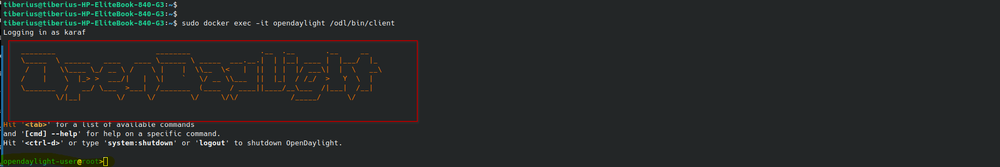 tiberius@tiberius-HP-EliteBook-840-G3:~$
tiberius@tiberius-HP-EliteBook-840-G3:~$
tiberius@tiberius-HP-EliteBook-840-G3:~$ sudo docker exec -it opendaylight /odl/bin/client
Logging in as karaf
OpenDaylight
Hit '<tab>' for a list of available commands
and '[cmd] --help' for help on a specific command.
Hit '<ctrl-d>' or type 'system:shutdown' or 'logout' to shutdown OpenDaylight.
opendaylight-user@root>